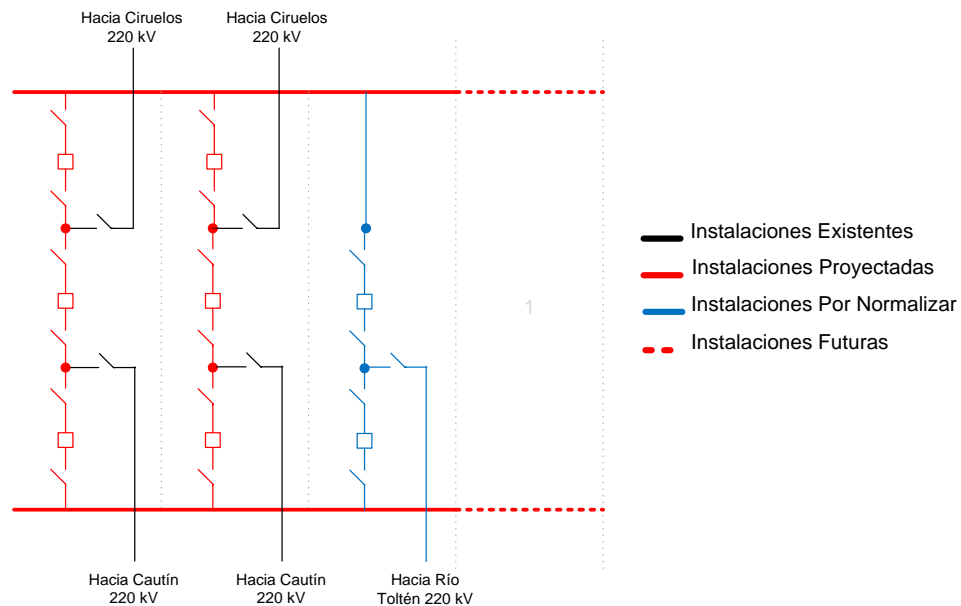 Hacia Ciruelos
220 kV
Hacia Ciruelos
220 kV
Instalaciones Existentes
Instalaciones Proyectadas
Instalaciones Por Normalizar
Instalaciones Futuras
1
Hacia Cautín
220 kV
Hacia Cautín
220 kV
Hacia Río
Toltén 220 kV